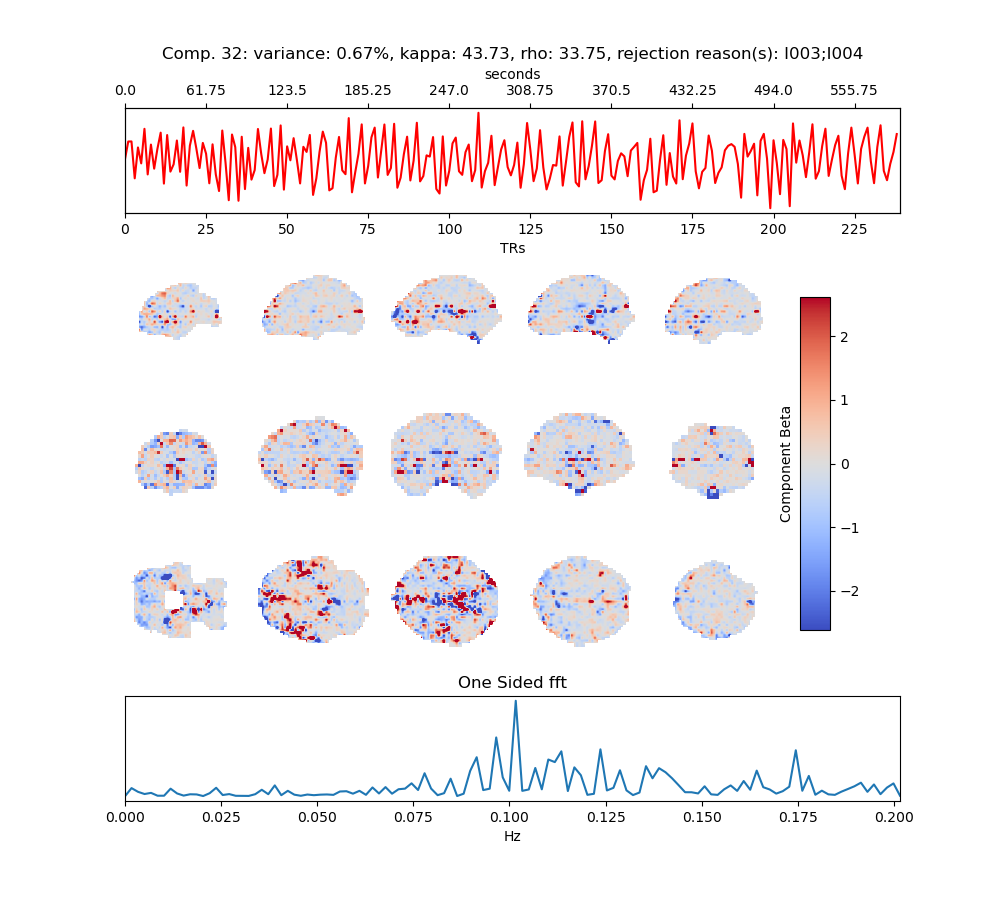 Comp. 32: variance: 0.67%, kappa: 43.73, rho: 33.75, rejection reason(s): I003;I004
seconds
0.0 61.75 123.5 185.25 247.0 308.75 370.5 432.25 494.0 555.75
0 25 50 75 100 125 150 175 200 225
TRs
2
1
0
−1
−2
Component Beta
One Sided fft
0.000 0.025 0.050 0.075 0.100 0.125 0.150 0.175 0.200
Hz